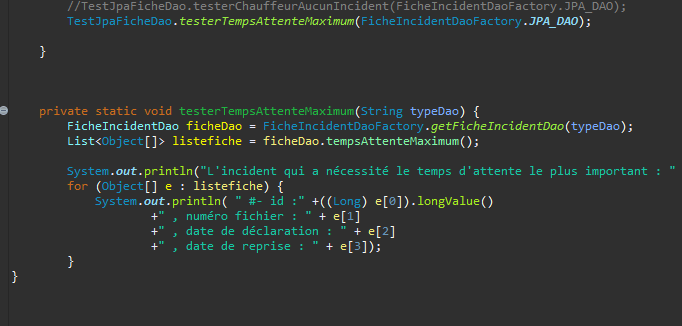 //TestJpaFicheDao.testerChauffeurAucunIncident(FicheIncidentDaoFactory.JPA_DAO);
TestJpaFicheDao.testerTempsAttenteMaximum(FicheIncidentDaoFactory.JPA_DAO);
}
private static void testerTempsAttenteMaximum(String typeDao) {
FicheIncidentDao ficheDao = FicheIncidentDaoFactory.getFicheIncidentDao(typeDao);
List<Object[]> listefiche = ficheDao.tempsAttenteMaximum();
System.out.println("L'incident qui a nécessité le temps d'attente le plus important : "
for (Object[] e : listefiche) {
System.out.println( " #- id :" +((Long) e[0]).longValue()
+" , numéro fichier : " + e[1]
+" , date de déclaration : " + e[2]
+" , date de reprise : " + e[3]);
}
}